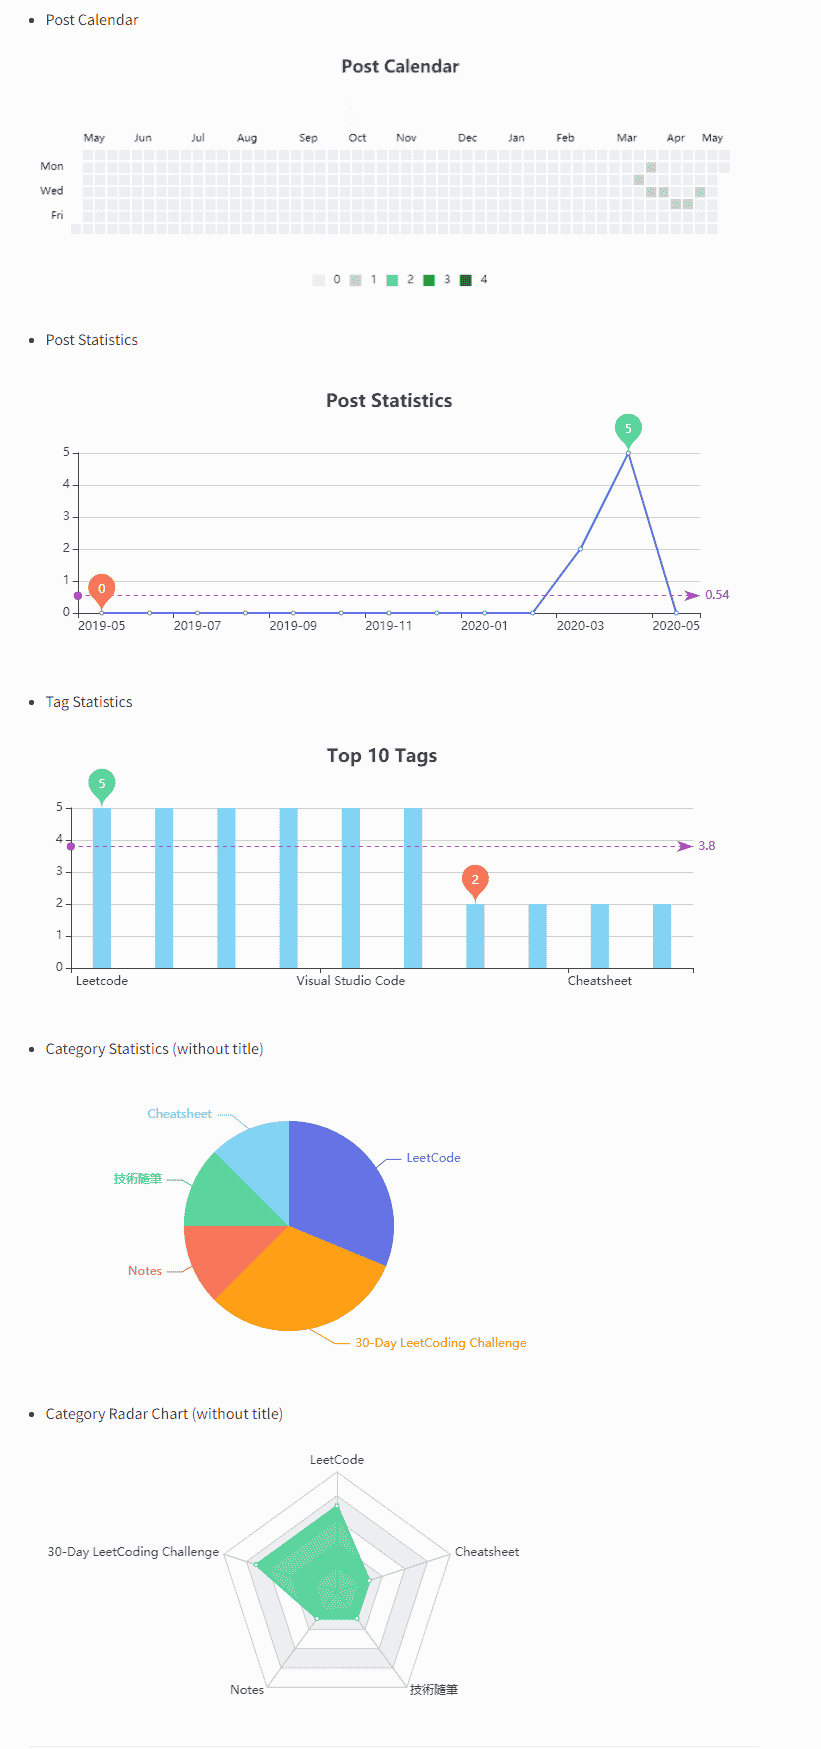 Post Calendar
Post Calendar
May Jun Jul Aug Sep Oct Nov Dec Jan Feb Mar Apr May
Mon
Wed
Fri
0 1 2 3 4
Post Statistics
Post Statistics
5
5
4
3
2
1
0
0.54
0
2019-05 2019-07 2019-09 2019-11 2020-01 2020-03 2020-05
Tag Statistics
Top 10 Tags
5
5
4
3.8
3
2
2
1
0
Leetcode Visual Studio Code Cheatsheet
Category Statistics (without title)
Cheatsheet
LeetCode
技術隨筆
Notes
30-Day LeetCoding Challenge
Category Radar Chart (without title)
LeetCode
30-Day LeetCoding Challenge
Cheatsheet
Notes
技術隨筆